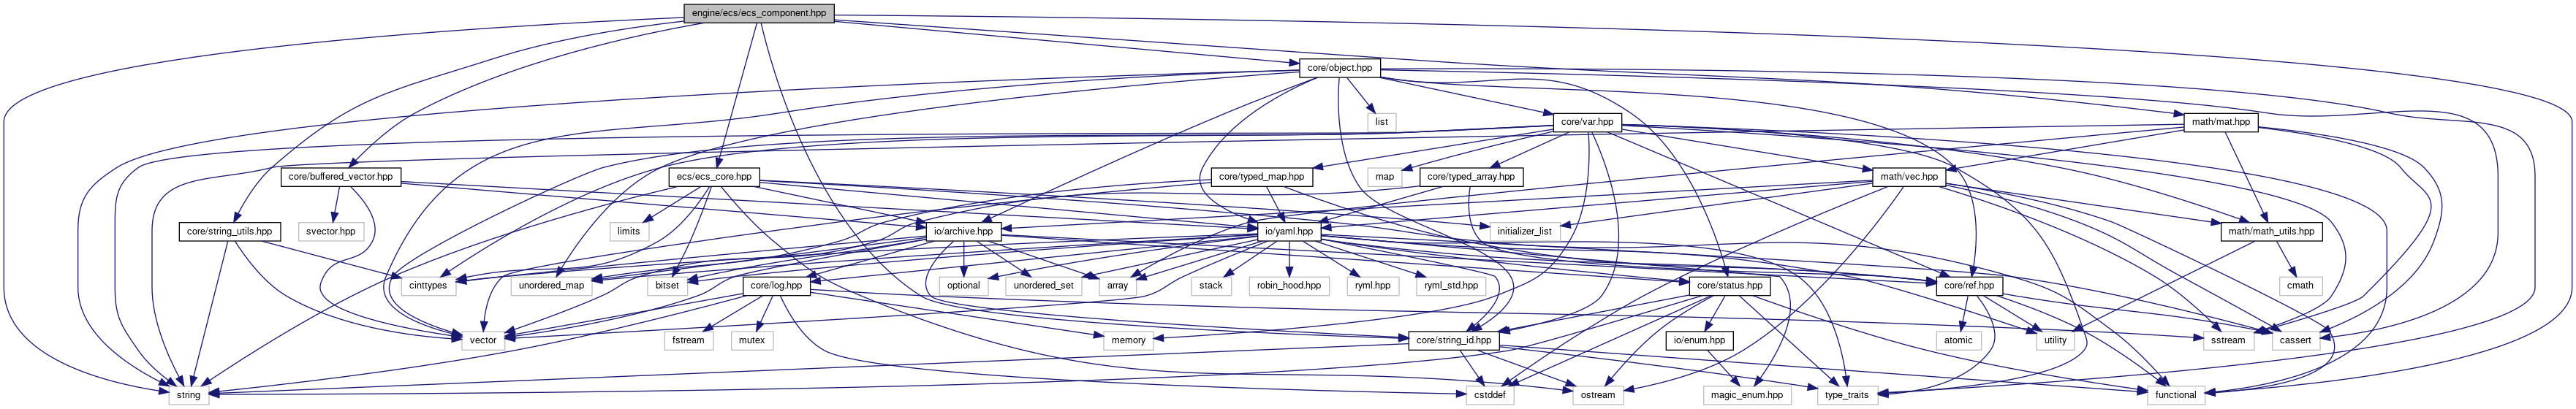 engine/ecs/ecs_component.hpp
core/object.hpp
list
core/var.hpp
math/mat.hpp
core/buffered_vector.hpp
ecs/ecs_core.hpp
core/typed_map.hpp
map
core/typed_array.hpp
math/vec.hpp
core/string_utils.hpp
svector.hpp
limits
io/archive.hpp
io/yaml.hpp
initializer_list
math/math_utils.hpp
cinttypes
unordered_map
bitset
core/log.hpp
optional
unordered_set
array
stack
robin_hood.hpp
ryml.hpp
ryml_std.hpp
core/status.hpp
core/ref.hpp
cmath
vector
fstream
mutex
memory
core/string_id.hpp
io/enum.hpp
atomic
utility
sstream
cassert
string
cstddef
ostream
magic_enum.hpp
type_traits
functional